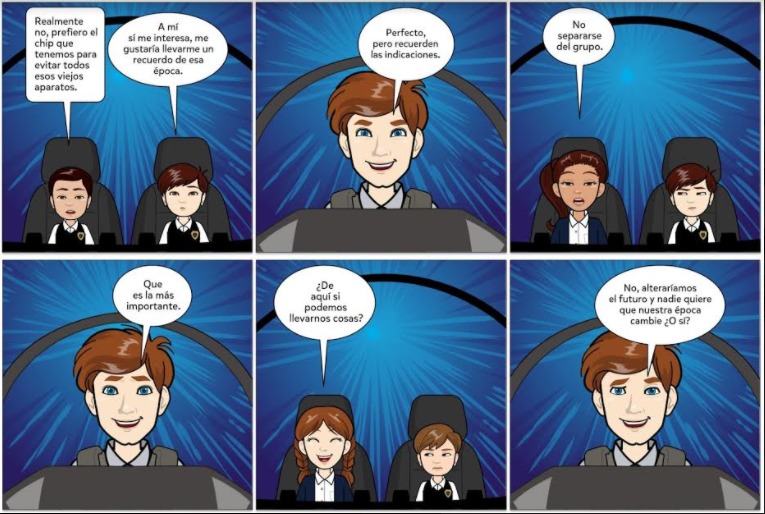 Realmente
no, prefiero el
chip que
tenemos para
evitar todos
esos viejos
aparatos.
A mí
sí me interesa, me
gustaría llevarme un
recuerdo de esa
época.
Perfecto,
pero recuerden
las indicaciones.
No
separarse
del grupo.
Que
es la más
importante.
¿De
aquí si
podemos
llevarnos cosas?
No, alteraríamos
el futuro y nadie quiere
que nuestra época
cambie ¿O sí?